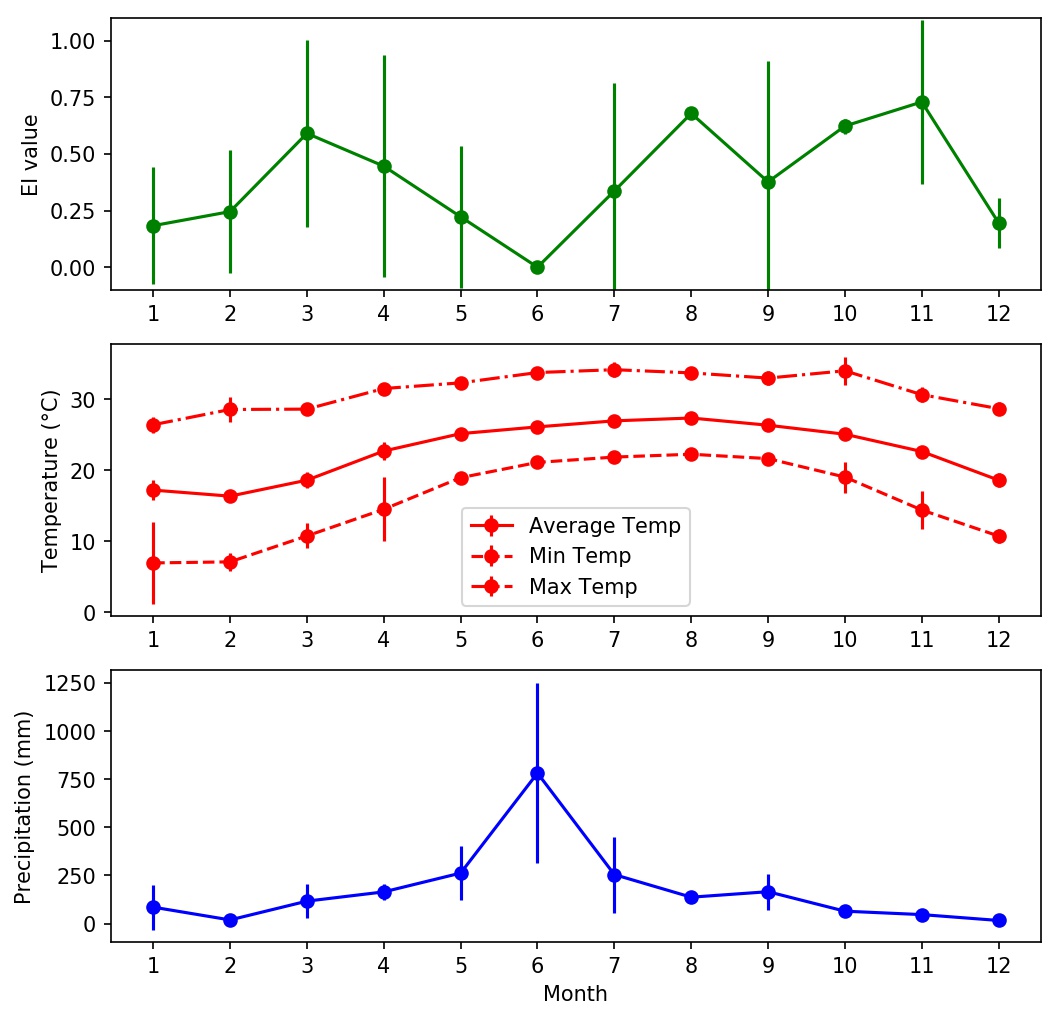 EI value
1.00
0.75
0.50
0.25
0.00
1 2 3 4 5 6 7 8 9 10 11 12
Temperature (°C)
30
20
10
0
Average Temp
Min Temp
Max Temp
1 2 3 4 5 6 7 8 9 10 11 12
Precipitation (mm)
1250
1000
750
500
250
0
1 2 3 4 5 6 7 8 9 10 11 12
Month